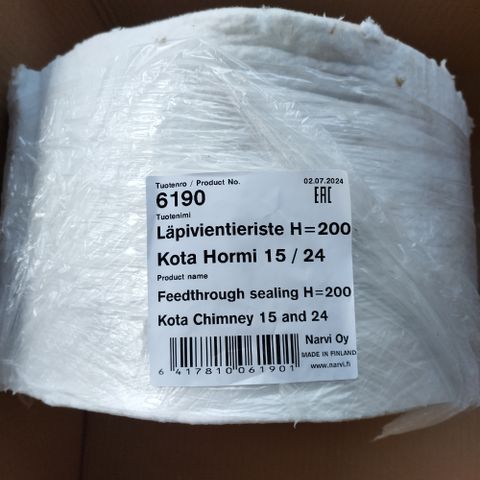 Tuotenro / Product No.
02.07.2024
6190
EAC
Tuotenimi
Läpivientieriste H=200
Kota Hormi 15 / 24
Product name
Feedthrough sealing H=200
Kota Chimney 15 and 24
Narvi Oy
MADE IN FINLAND
www.narvi.fi
6 417810 061901